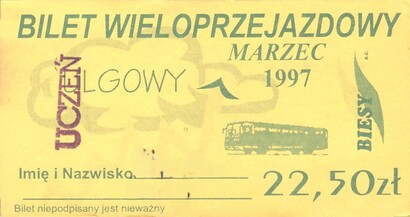 BILET WIELOPRZEJAZDOWY
MARZEC
1997
ULGOWY
UCZEŃ
BIESY s.c.
Imię i Nazwisko
22,50zł
Bilet niepodpisany jest nieważny